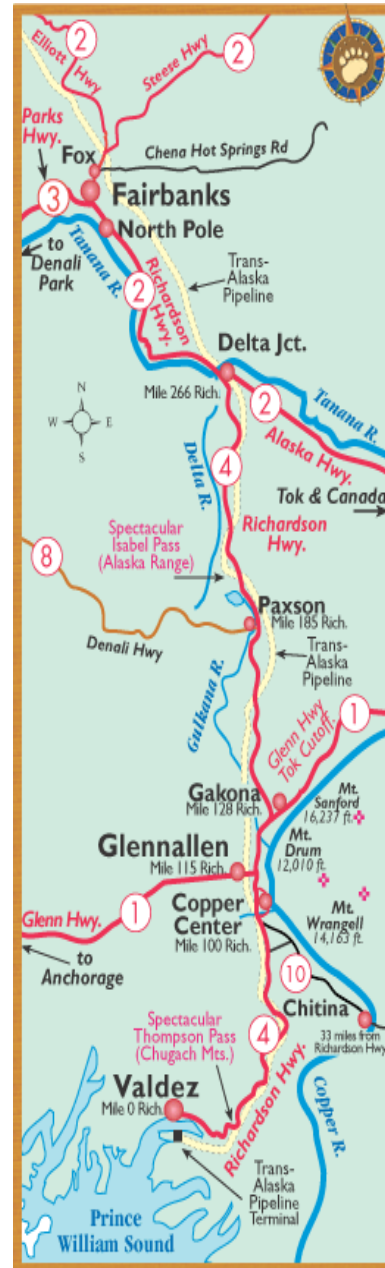 2
Elliott Hwy
Steese Hwy
2
Parks
Hwy.
Fox
Chena Hot Springs Rd
3
Fairbanks
North Pole
to
Denali
Park
Tanana R.
2
Richardson
Hwy.
Trans-
Alaska
Pipeline
Delta Jct.
Mile 266 Rich.
2
Tanana R.
Alaska Hwy.
N
W
E
S
4
Delta R.
Tok & Canada
Richardson
Hwy.
Spectacular
Isabel Pass
(Alaska Range)
8
Denali Hwy
Paxson
Mile 185 Rich.
Trans-
Alaska
Pipeline
Gulkana R.
1
Glenn Hwy
Tok Cutoff.
Gakona
Mile 128 Rich.
Mt.
Sanford
16,237 ft.
Mt.
Drum
12,010 ft.
Glennallen
Mile 115 Rich.
Mt.
Wrangell
14,163 ft.
Glenn Hwy.
1
to
Anchorage
Copper
Center
Mile 100 Rich.
10
Chitina
33 miles from
Richardson Hwy
Spectacular
Thompson Pass
(Chugach Mts.)
4
Richardson Hwy.
Valdez
Mile 0 Rich.
Copper R.
Trans-
Alaska
Pipeline
Terminal
Prince
William Sound